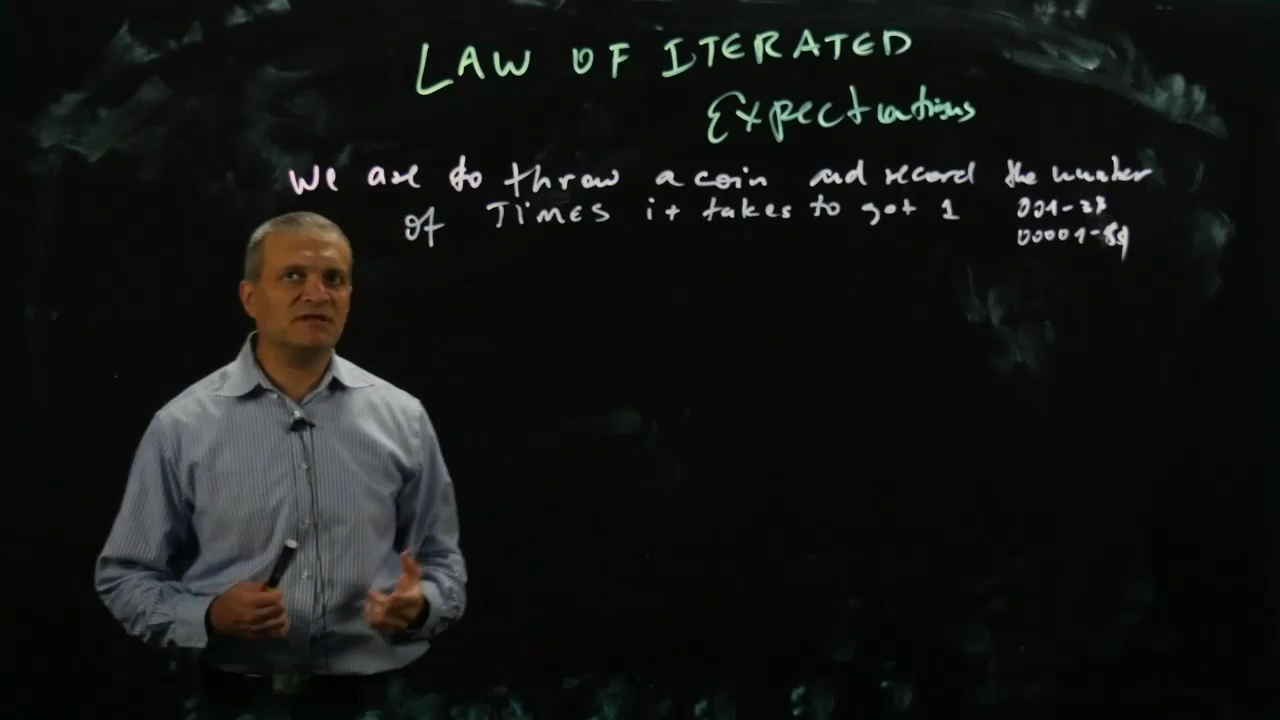 LAW OF ITERATED
Expectations
We are to throw a coin and record the number
of TIMES it takes to get 1
001-
00001-